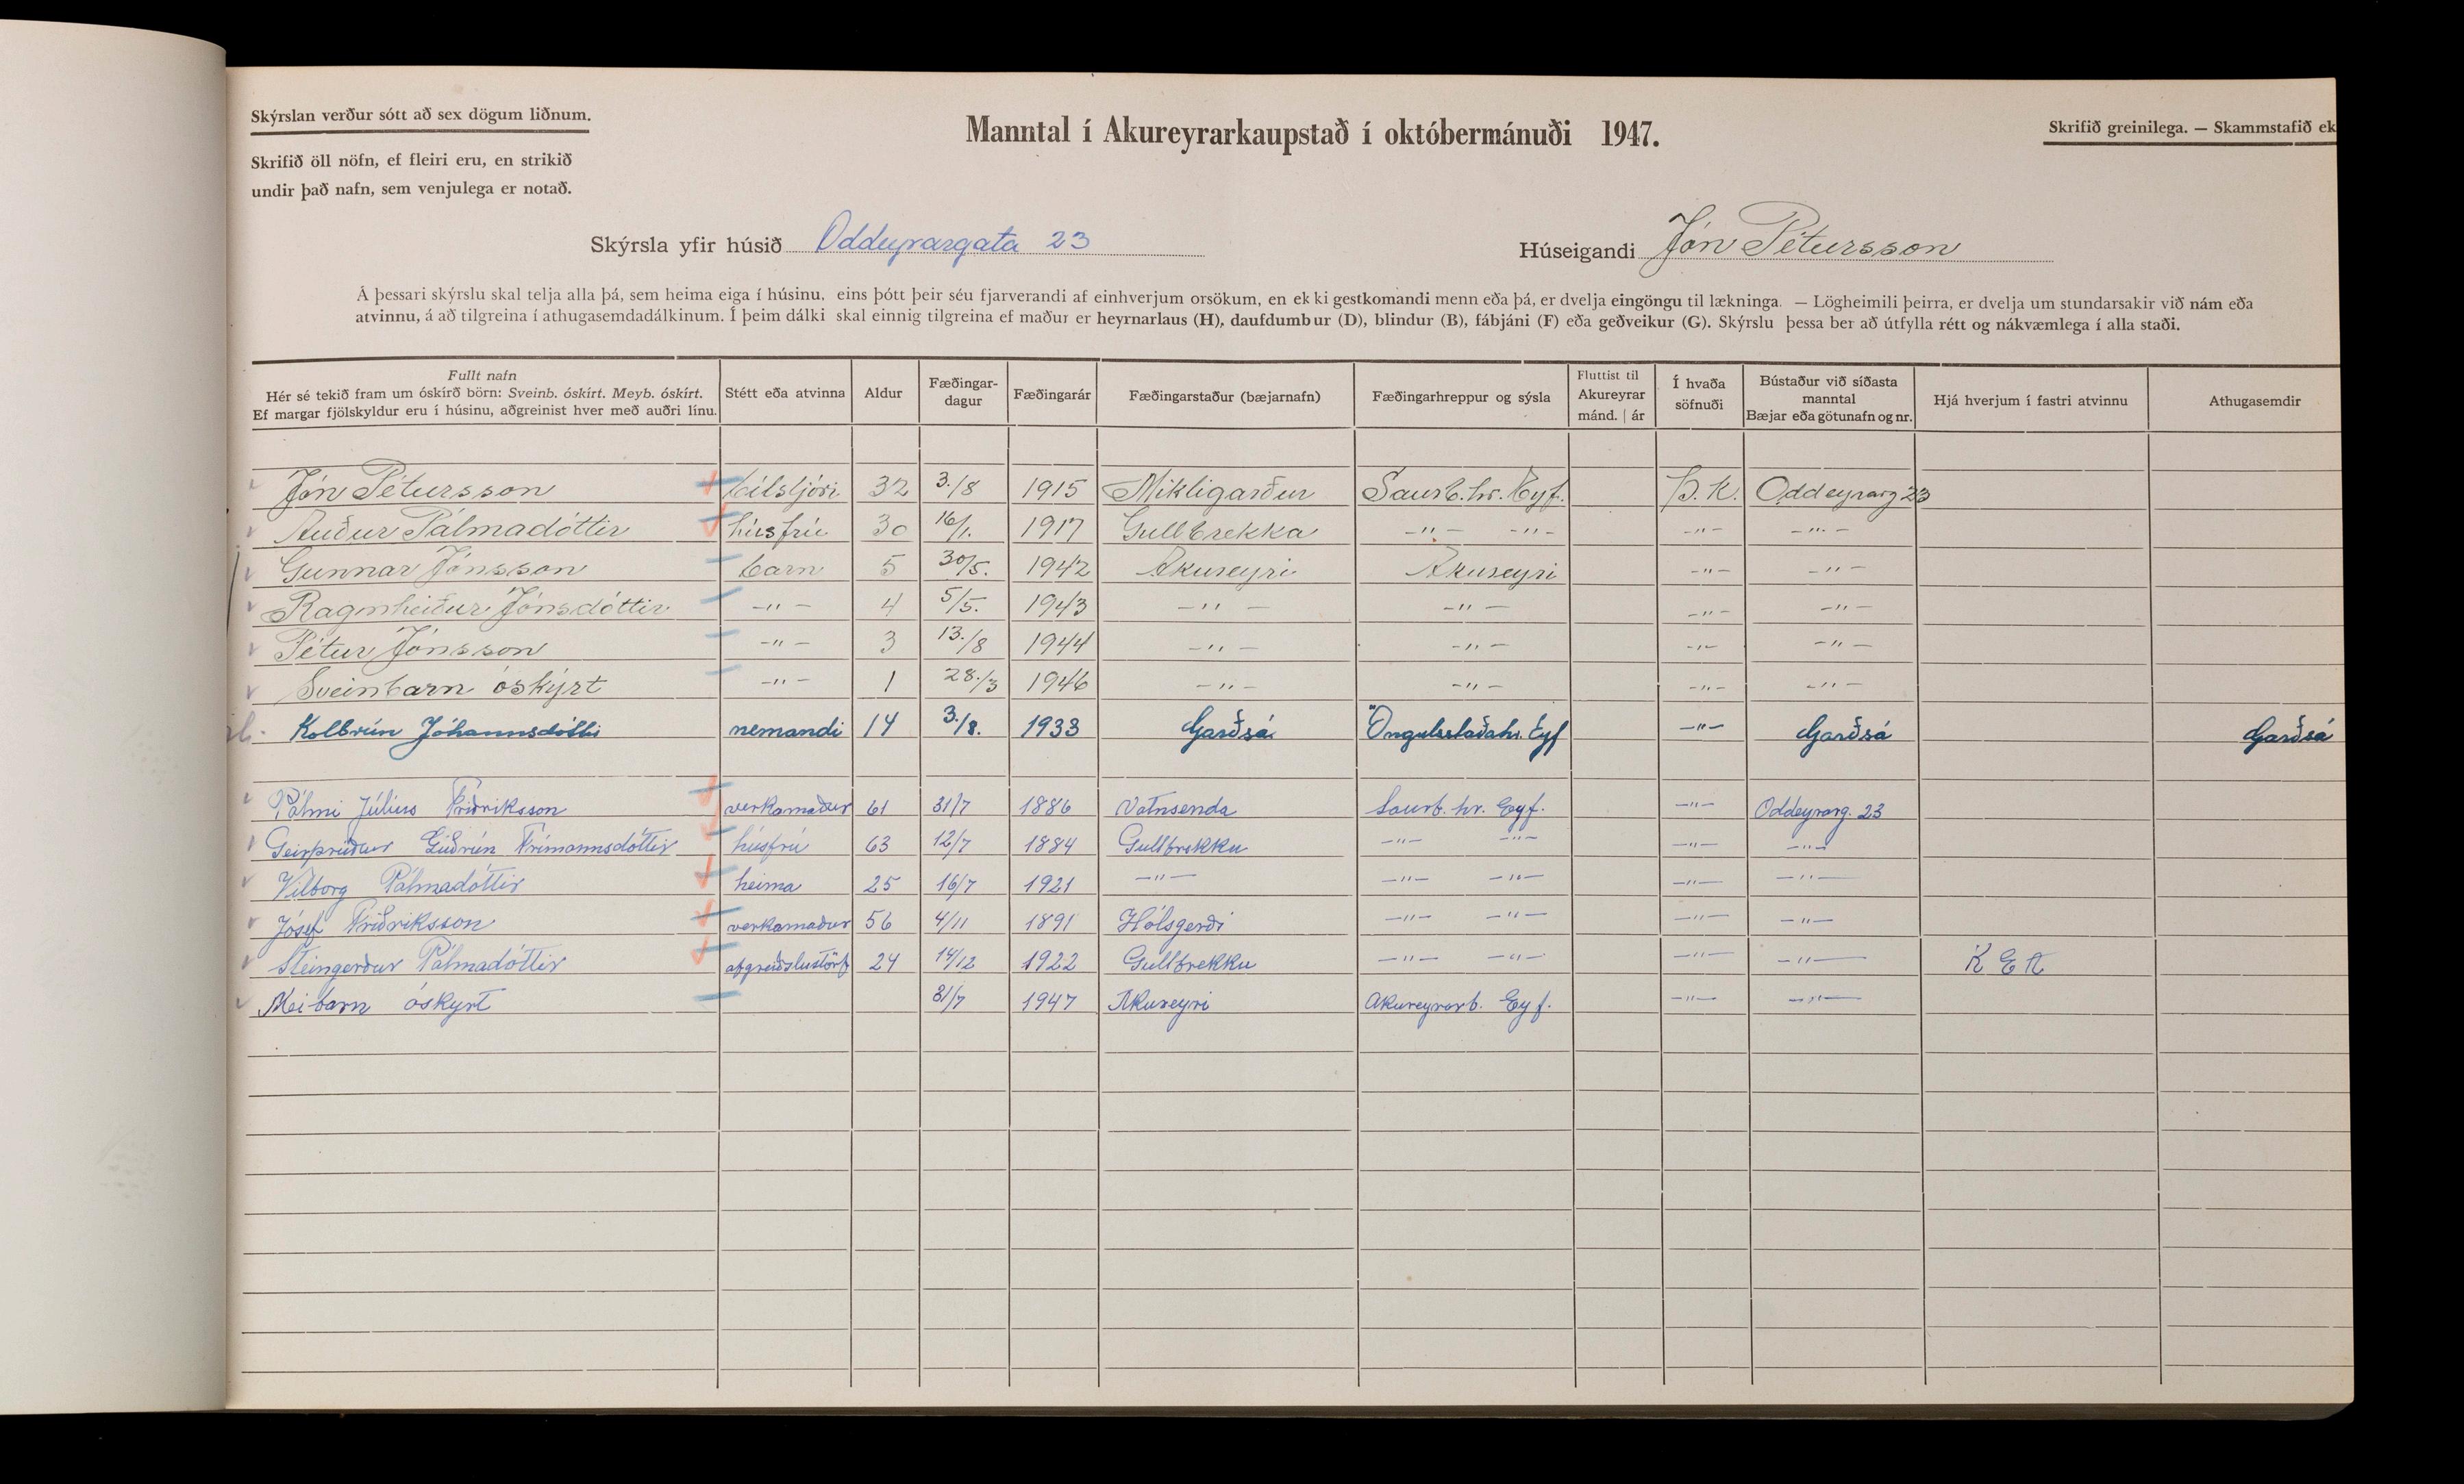 Skýrslan verður sótt að sex dögum liðnum.
Manntal í Akureyrarkaupstað í októbermánuði 1947.
Skrifið greinilega. — Skammstafið ek
Skrifið öll nöfn, ef fleiri eru, en strikið
undir það nafn, sem venjulega er notað.
Skýrsla yfir húsið Oddeyrargata 23
Húseigandi Jón Pétursson
Á þessari skýrslu skal telja alla þá, sem heima eiga í húsinu, eins þótt þeir séu fjarverandi af einhverjum orsökum, en ekki gestkomandi menn eða þá, er dvelja eingöngu til lækninga. — Lögheimili þeirra, er dvelja um stundarsakir við nám eða
atvinnu, á að tilgreina í athugasemdadálkinum. Í þeim dálki skal einnig tilgreina ef maður er heyrnarlaus (H), daufdumbur (D), blindur (B), fábjáni (F) eða geðveikur (G). Skýrslu þessa ber að útfylla rétt og nákvæmlega í alla staði.
Fullt nafn
Hér sé tekið fram um óskírð börn: Sveinb. óskírt. Meyb. óskírt.
Ef margar fjölskyldur eru í húsinu, aðgreinist hver með auðri línu.
Stétt eða atvinna
Aldur
Fæðingar-
dagur
Fæðingarár
Fæðingarstaður (bæjarnafn)
Fæðingarhreppur og sýsla
Fluttist til
Akureyrar
mánd. | ár
Í hvaða
söfnuði
Bústaður við síðasta
manntal
Bæjar eða götunafn og nr.
Hjá hverjum í fastri atvinnu
Athugasemdir
Jón Pétursson bílstjóri 32 3./8 1915 Mikligarður Saurb.hr. Eyf. Þ.K. Oddeyrarg 23
Auður Pálmadóttir húsfrú 30 16/1. 1917 Gullbrekka -"- -"- -"- -"-
Gunnar Jónsson barn 5 30/5. 1942 Akureyri Akureyri -"- -"-
Ragnheiður Jónsdóttir -"- 4 5/5. 1943 -"- -"- -"- -"-
Pétur Jónsson -"- 3 13./8 1944 -"- -"- -"- -"-
Sveinbarn óskýrt -"- 1 28./3 1946 -"- -"- -"- -"-
Kolbrún Jóhannsdóttir nemandi 14 3./8. 1933 Garðsá Öngulsstaðahr. Eyf -"- Garðsá Garðsá
Pálmi Júlíus Friðriksson verkamaður 61 31/7 1886 Vatnsenda Saurb. hr. Eyf. -"- Oddeyrarg. 23
Geirþrúður Guðrún Frímannsdóttir húsfrú 63 12/7 1884 Gullbrekku -"- -"- -"- -"-
Vilborg Pálmadóttir heima 25 16/7 1921 -"- -"- -"- -"- -"-
Jósef Friðriksson verkamaður 56 4/11 1891 Hólsgerði -"- -"- -"- -"-
Steingerður Pálmadóttir afgreiðslustörf 24 14/12 1922 Gullbrekku -"- -"- -"- -"- K E A
Meibarn óskyrt 31/7 1947 Akureyri Akureyrarb. Eyf. -"- -"-